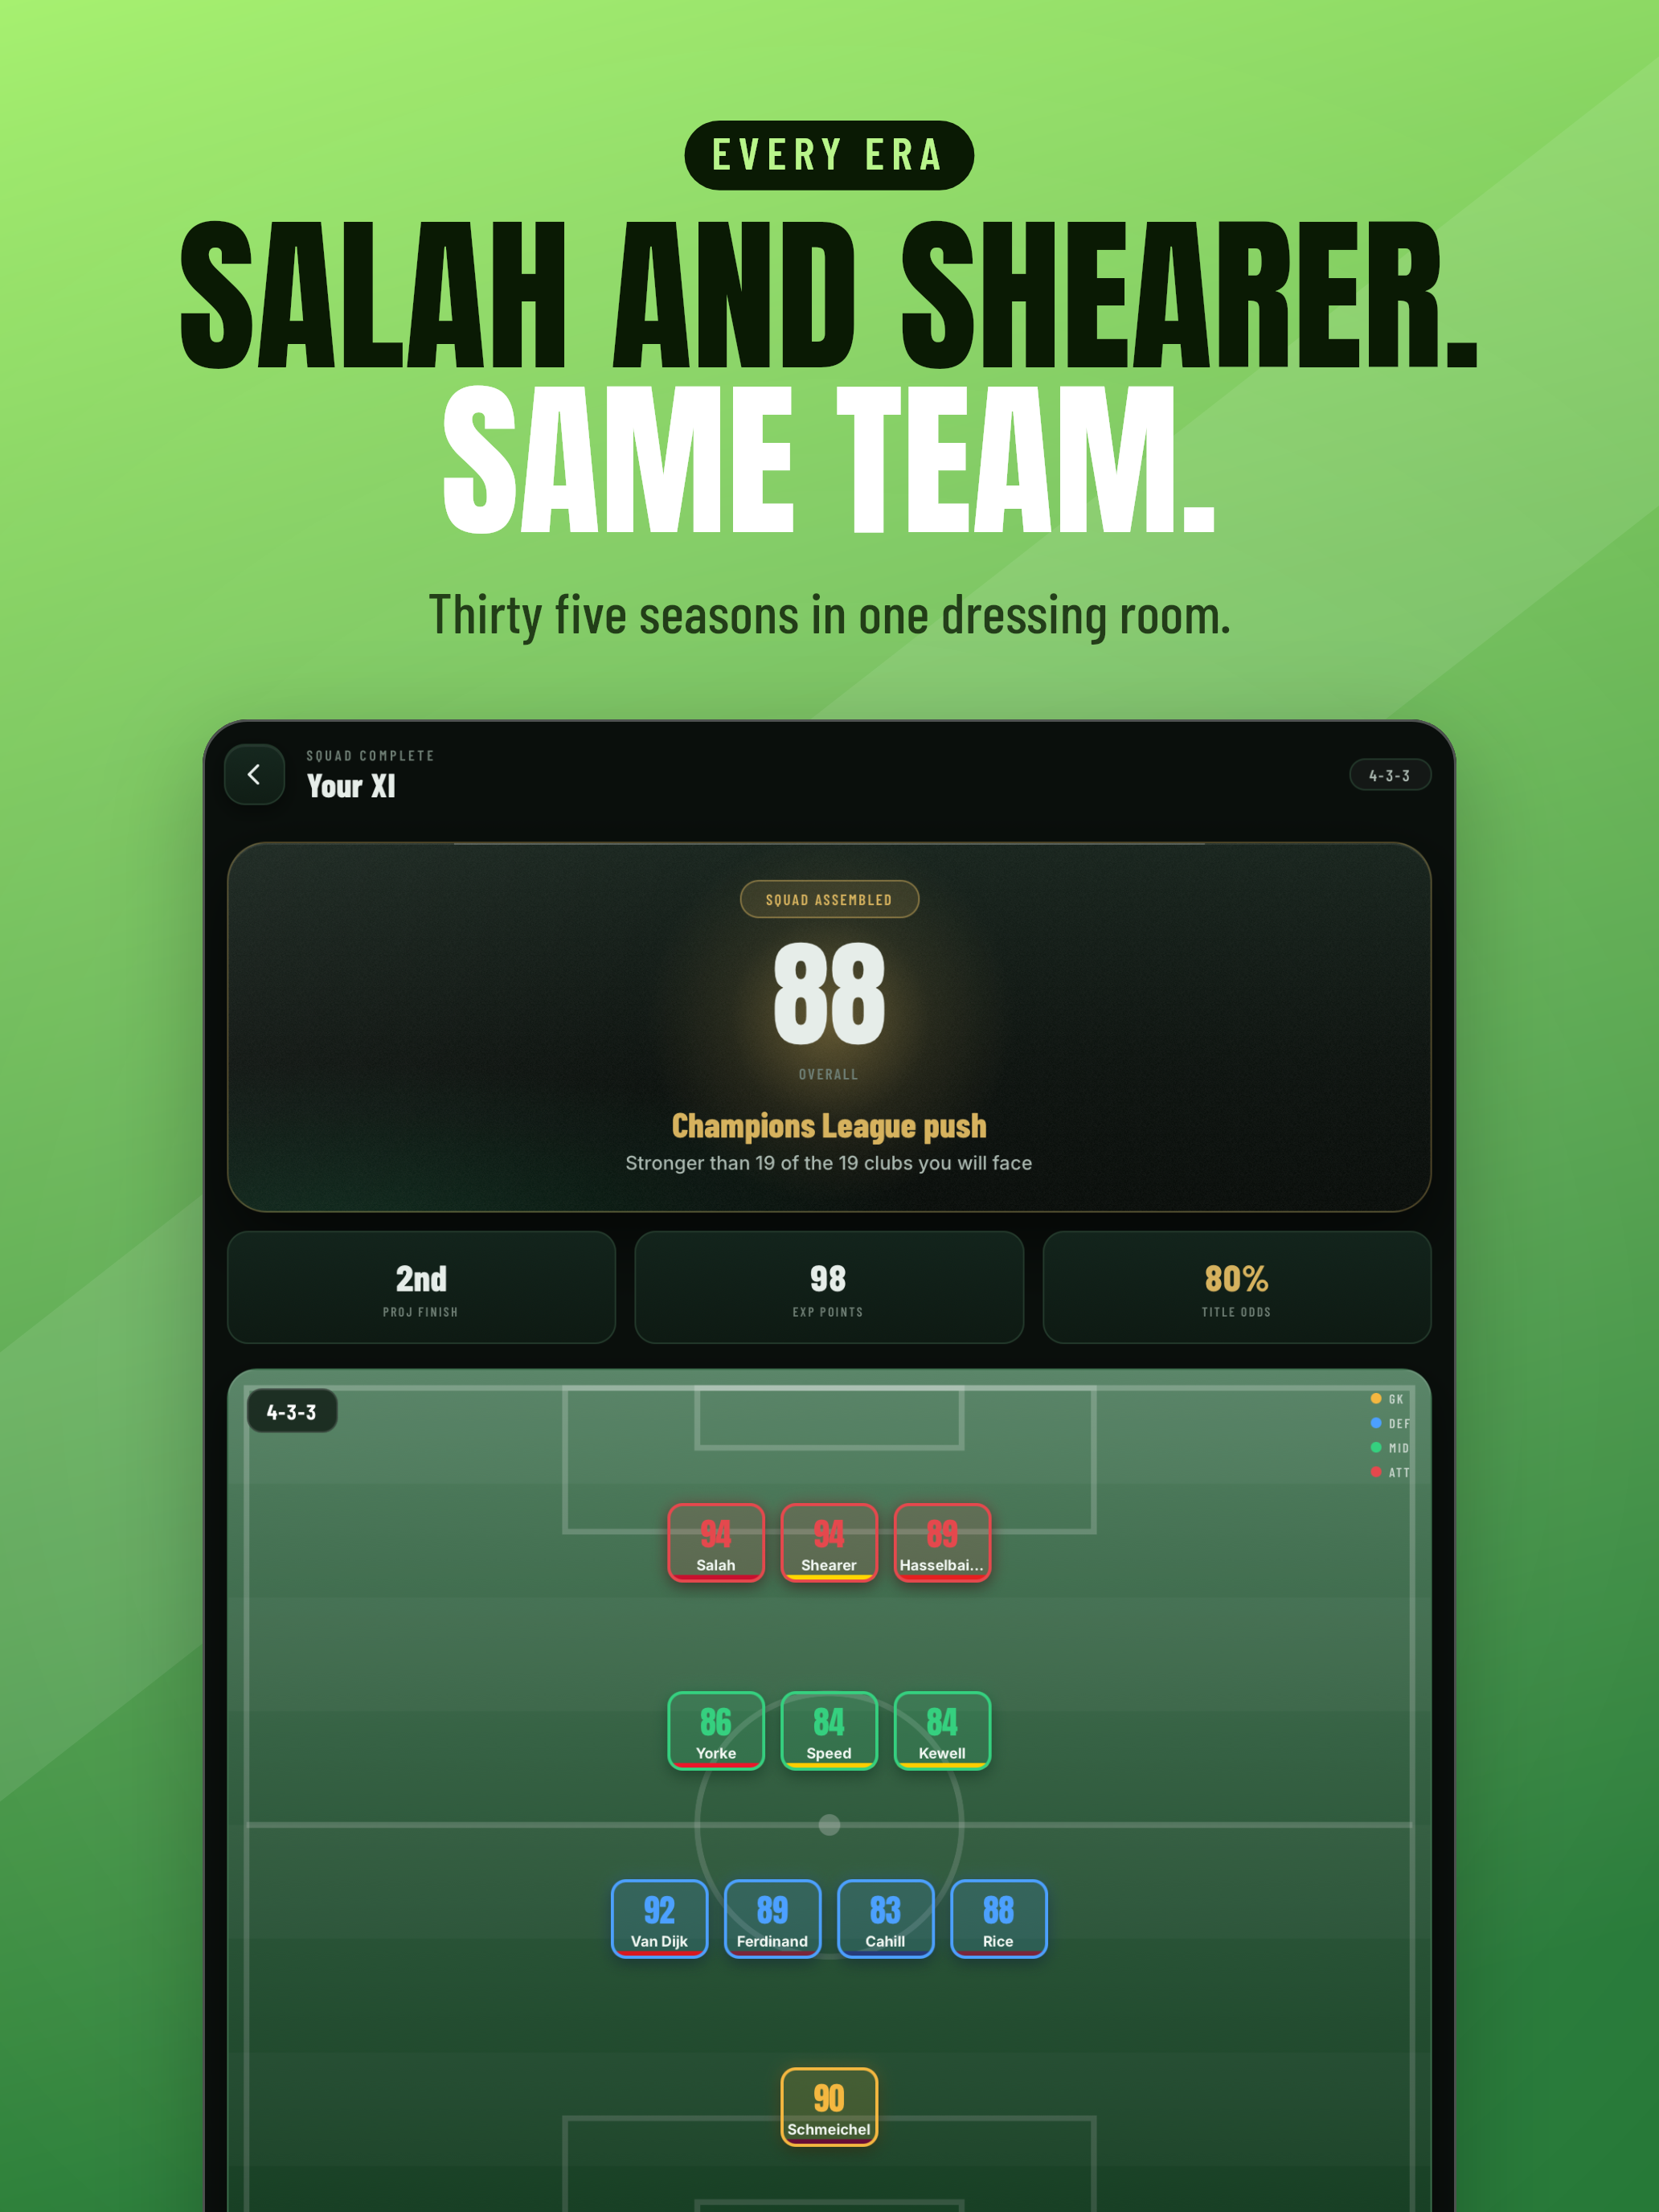 EVERY ERA
SALAH AND SHEARER.
SAME TEAM.
Thirty five seasons in one dressing room.
SQUAD COMPLETE
Your XI
4-3-3
SQUAD ASSEMBLED
88
OVERALL
Champions League push
Stronger than 19 of the 19 clubs you will face
2nd
PROJ FINISH
98
EXP POINTS
80%
TITLE ODDS
4-3-3
GK
DEF
MID
ATT
94
Salah
94
Shearer
89
Hasselbai...
86
Yorke
84
Speed
84
Kewell
92
Van Dijk
89
Ferdinand
83
Cahill
88
Rice
90
Schmeichel